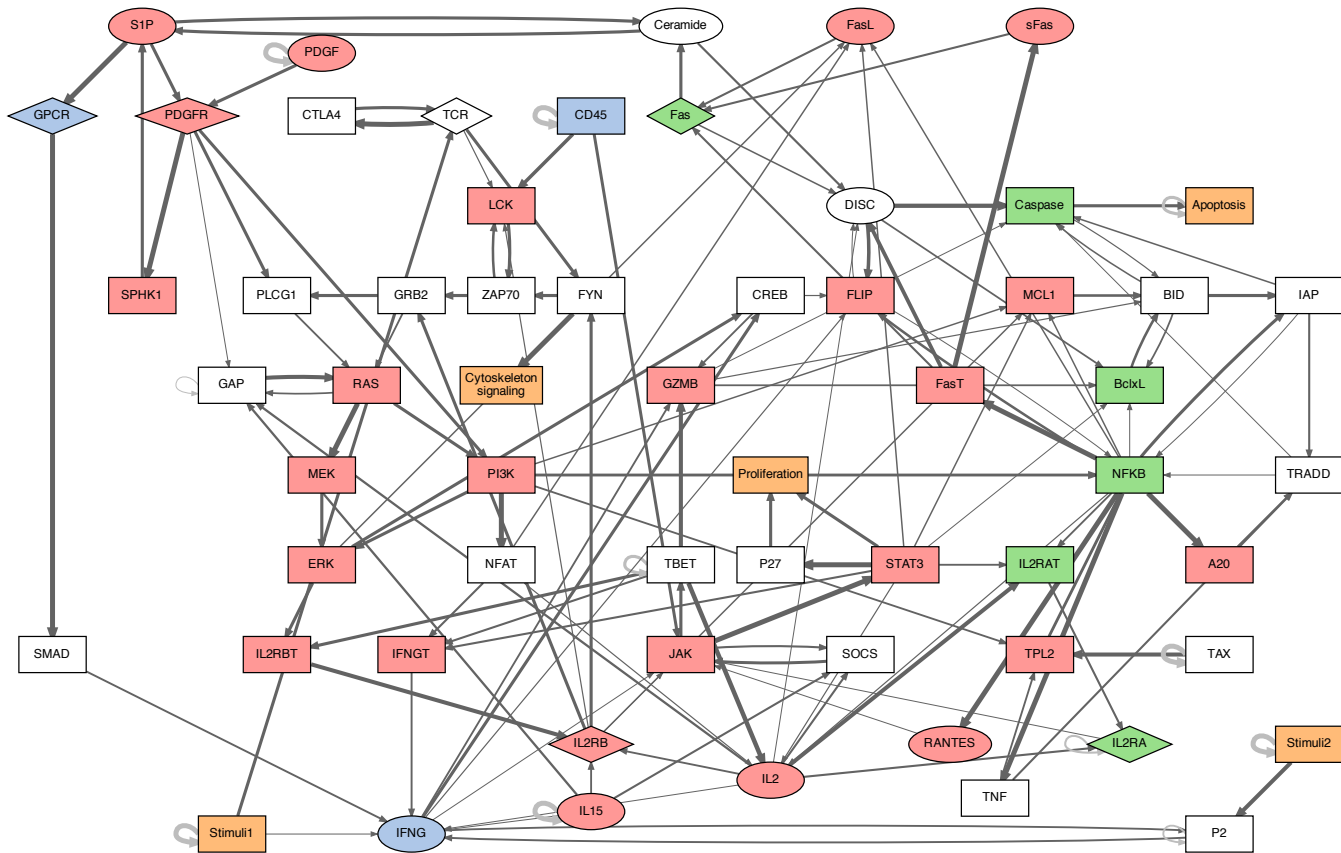 S1P
Ceramide
FasL
sFas
PDGF
GPCR
PDGFR
CTLA4
TCR
CD45
Fas
LCK
DISC
Caspase
Apoptosis
SPHK1
PLCG1
GRB2
ZAP70
FYN
CREB
FLIP
MCL1
BID
IAP
GAP
RAS
Cytoskeleton
signaling
GZMB
FasT
BclxL
MEK
PI3K
Proliferation
NFKB
TRADD
ERK
NFAT
TBET
P27
STAT3
IL2RAT
A20
SMAD
IL2RBT
IFNGT
JAK
SOCS
TPL2
TAX
IL2RB
RANTES
IL2RA
Stimuli2
IL2
TNF
IL15
Stimuli1
IFNG
P2